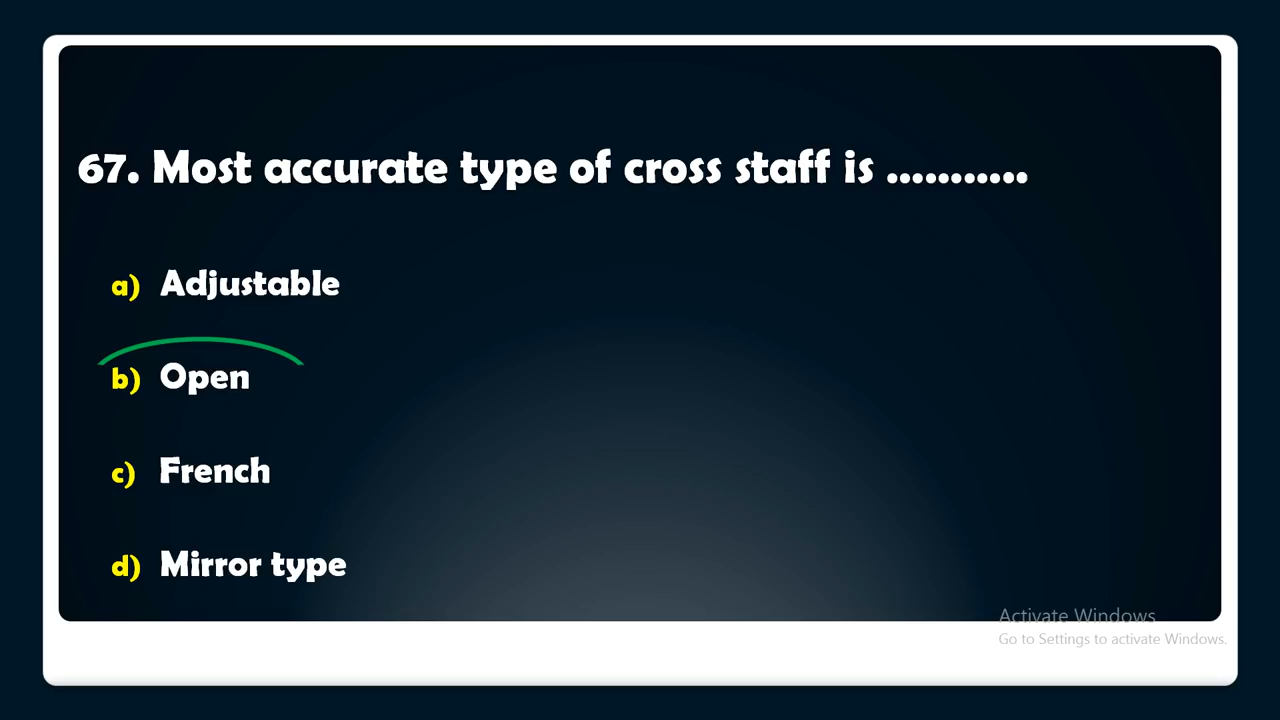 67. Most accurate type of cross staff is ...........
a) Adjustable
b) Open
c) French
d) Mirror type
Activate Windows
Go to Settings to activate Windows.